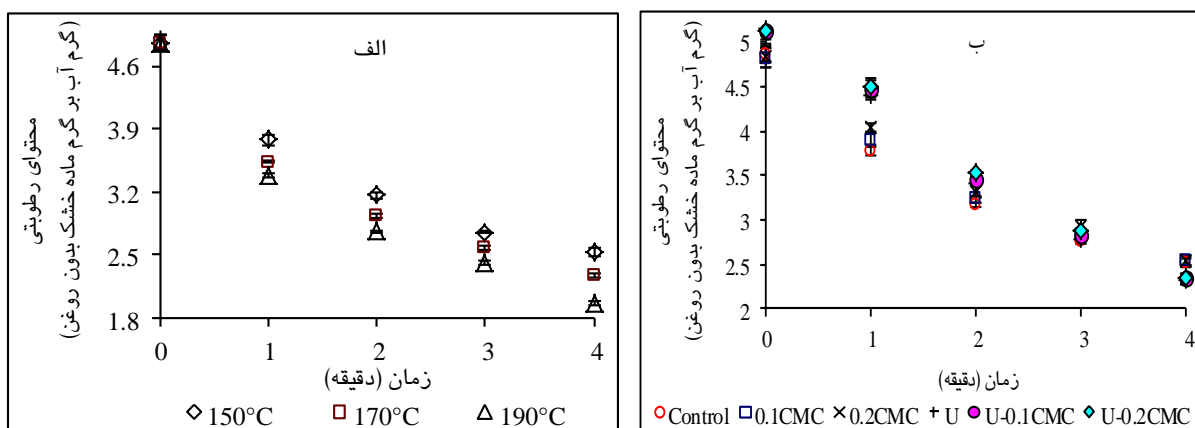 الف
محتوای رطوبتی
(گرم آب بر گرم ماده خشک بدون روغن)
4.6
3.9
3.2
2.5
1.8
0 1 2 3 4
زمان (دقیقه)
150°C 170°C 190°C
ب
محتوای رطوبتی
(گرم آب بر گرم ماده خشک بدون روغن)
5
4.5
4
3.5
3
2.5
2
0 1 2 3 4
زمان (دقیقه)
Control 0.1CMC 0.2CMC U U-0.1CMC U-0.2CMC